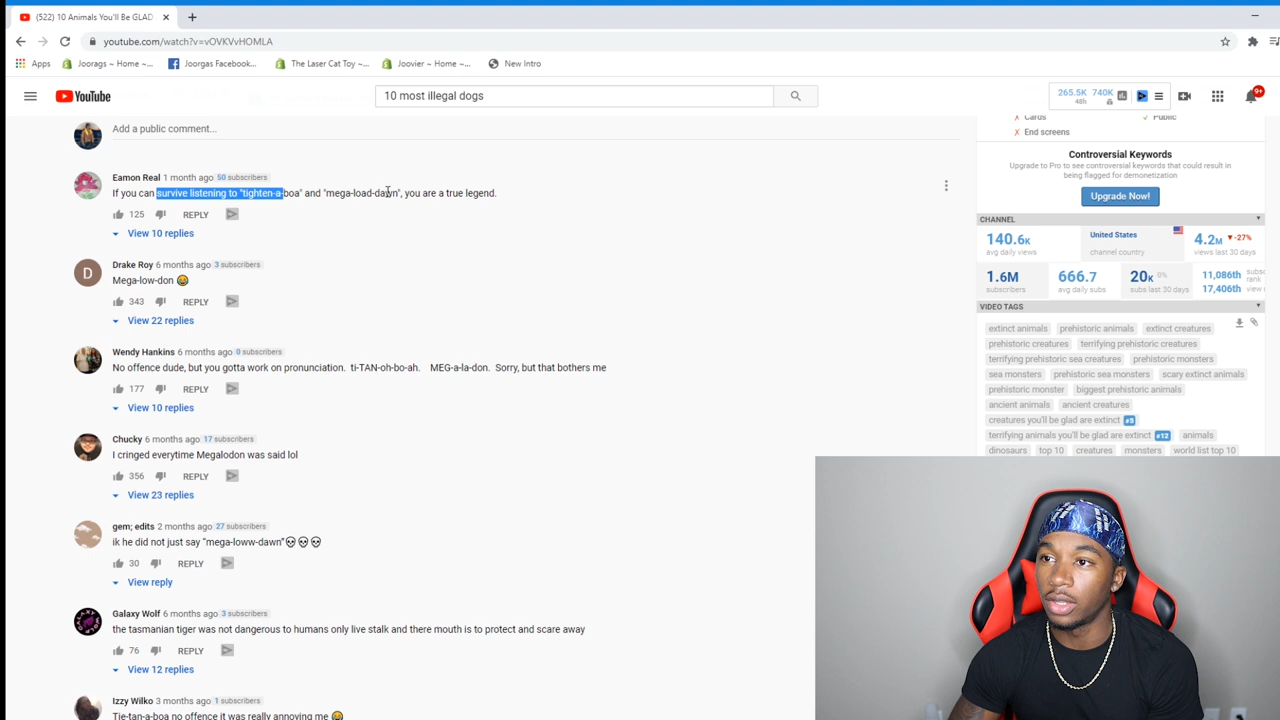 (522) 10 Animals You'll Be GLAD
youtube.com/watch?v=vOVKVvHOMLA
Apps Joorags ~ Home ~... Joorgas Facebook... The Laser Cat Toy ~... Joovier ~ Home ~... New Intro
YouTube
10 most illegal dogs
265.5K 740K
48h
9+
Add a public comment...
Eamon Real 1 month ago 50 subscribers
If you can survive listening to "tighten-a-boa" and "mega-load-dawn", you are a true legend.
125 REPLY
View 10 replies
Drake Roy 6 months ago 3 subscribers
D
Mega-low-don 😂
343 REPLY
View 22 replies
Wendy Hankins 6 months ago 0 subscribers
No offence dude, but you gotta work on pronunciation. ti-TAN-oh-bo-ah. MEG-a-la-don. Sorry, but that bothers me
177 REPLY
View 10 replies
Chucky 6 months ago 17 subscribers
I cringed everytime Megalodon was said lol
356 REPLY
View 23 replies
gem; edits 2 months ago 27 subscribers
ik he did not just say "mega-loww-dawn"💀💀💀
30 REPLY
View reply
Galaxy Wolf 6 months ago 3 subscribers
the tasmanian tiger was not dangerous to humans only live stalk and there mouth is to protect and scare away
76 REPLY
View 12 replies
Izzy Wilko 3 months ago 1 subscribers
Tie-tan-a-boa no offence it was really annoying me 😂
✗ Cards ✓ Public
✗ End screens
Controversial Keywords
Upgrade to Pro to see controversial keywords that could result in
being flagged for demonetization
Upgrade Now!
CHANNEL
140.6K United States 4.2M -27%
avg daily views channel country views last 30 days
1.6M 666.7 20K 0% 11,086th subsc
rank
17,406th view
subscribers avg daily subs subs last 30 days
VIDEO TAGS
extinct animals prehistoric animals extinct creatures
prehistoric creatures terrifying prehistoric creatures
terrifying prehistoric sea creatures prehistoric monsters
sea monsters prehistoric sea monsters scary extinct animals
prehistoric monster biggest prehistoric animals
ancient animals ancient creatures
creatures you'll be glad are extinct #5
terrifying animals you'll be glad are extinct #12 animals
dinosaurs top 10 creatures monsters world list top 10